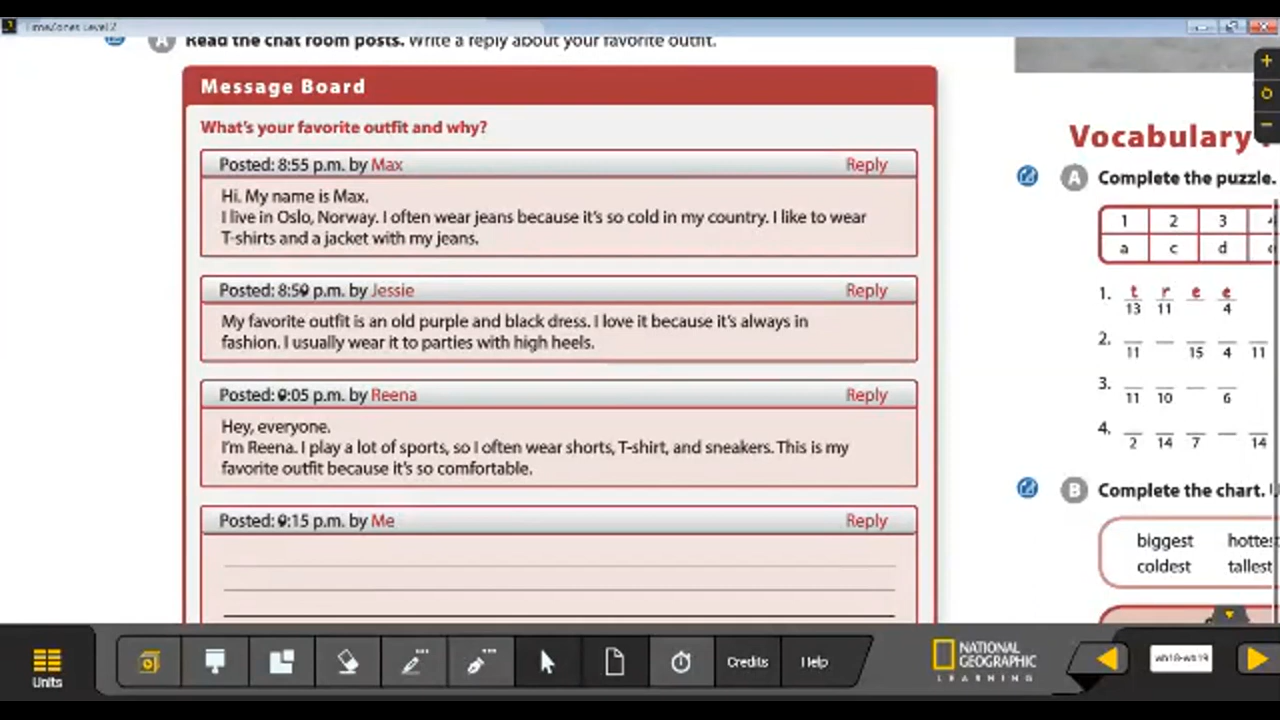 TimeZones Level 2
A Read the chat room posts. Write a reply about your favorite outfit.
Message Board
What's your favorite outfit and why?
Posted: 8:55 p.m. by Max Reply
Hi. My name is Max.
I live in Oslo, Norway. I often wear jeans because it's so cold in my country. I like to wear
T-shirts and a jacket with my jeans.
Posted: 8:59 p.m. by Jessie Reply
My favorite outfit is an old purple and black dress. I love it because it's always in
fashion. I usually wear it to parties with high heels.
Posted: 9:05 p.m. by Reena Reply
Hey, everyone.
I'm Reena. I play a lot of sports, so I often wear shorts, T-shirt, and sneakers. This is my
favorite outfit because it's so comfortable.
Posted: 9:15 p.m. by Me Reply
Vocabulary
A Complete the puzzle.
1 2 3
a c d
1. t r e e
13 11 4
2.
11 15 4 11
3.
11 10 6
4.
2 14 7 14
B Complete the chart.
biggest
coldest tallest
Units
Credits
Help
NATIONAL
GEOGRAPHIC
LEARNING
wb18-wb19